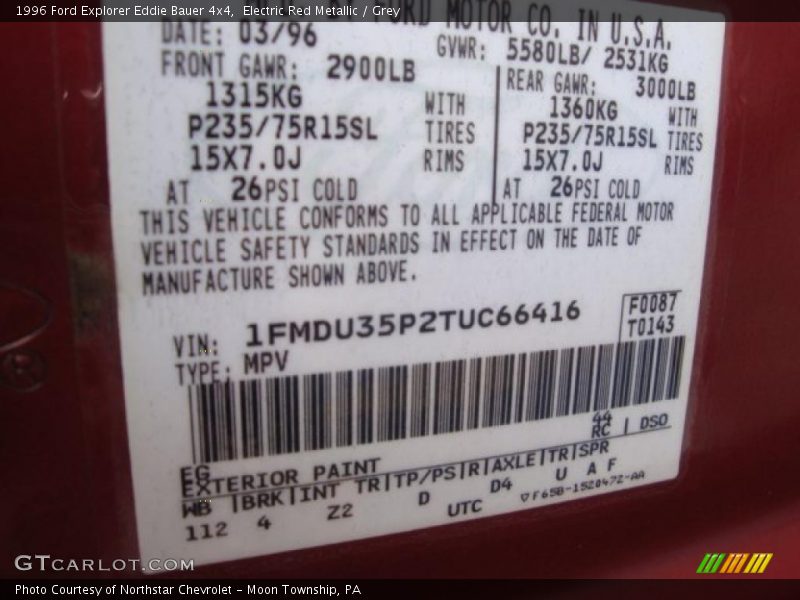 1996 Ford Explorer Eddie Bauer 4x4,  Electric Red Metallic / Grey
FORD MOTOR CO. IN U.S.A.
DATE: 03/96
GVWR: 5580LB/ 2531KG
FRONT GAWR: 2900LB
REAR GAWR: 3000LB
1315KG WITH
1360KG WITH
P235/75R15SL TIRES
P235/75R15SL TIRES
15X7.0J RIMS
15X7.0J RIMS
AT 26PSI COLD
AT 26PSI COLD
THIS VEHICLE CONFORMS TO ALL APPLICABLE FEDERAL MOTOR
VEHICLE SAFETY STANDARDS IN EFFECT ON THE DATE OF
MANUFACTURE SHOWN ABOVE.
VIN: 1FMDU35P2TUC66416
F0087
T0143
TYPE: MPV
44
RC | DSO
EG
EXTERIOR PAINT
WB |BRK|INT TR|TP/PS|R|AXLE|TR|SPR
112 4 Z2 D D4 U A F
UTC ▽F65B-1520472-AA
GTCARLOT.COM
Photo Courtesy of Northstar Chevrolet - Moon Township, PA